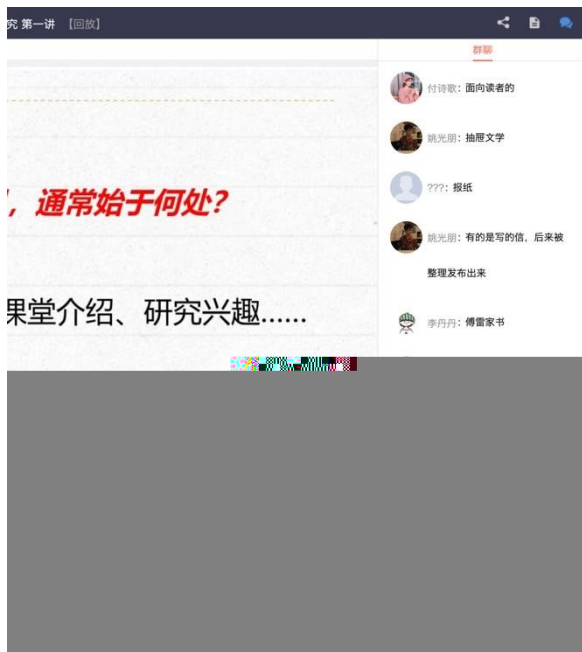 究 第一讲 【回放】
群聊
付诗歌：面向读者的
姚光朋：抽屉文学
，通常始于何处？
???：报纸
姚光朋：有的是写的信，后来被
整理发布出来
课堂介绍、研究兴趣……
李丹丹：傅雷家书